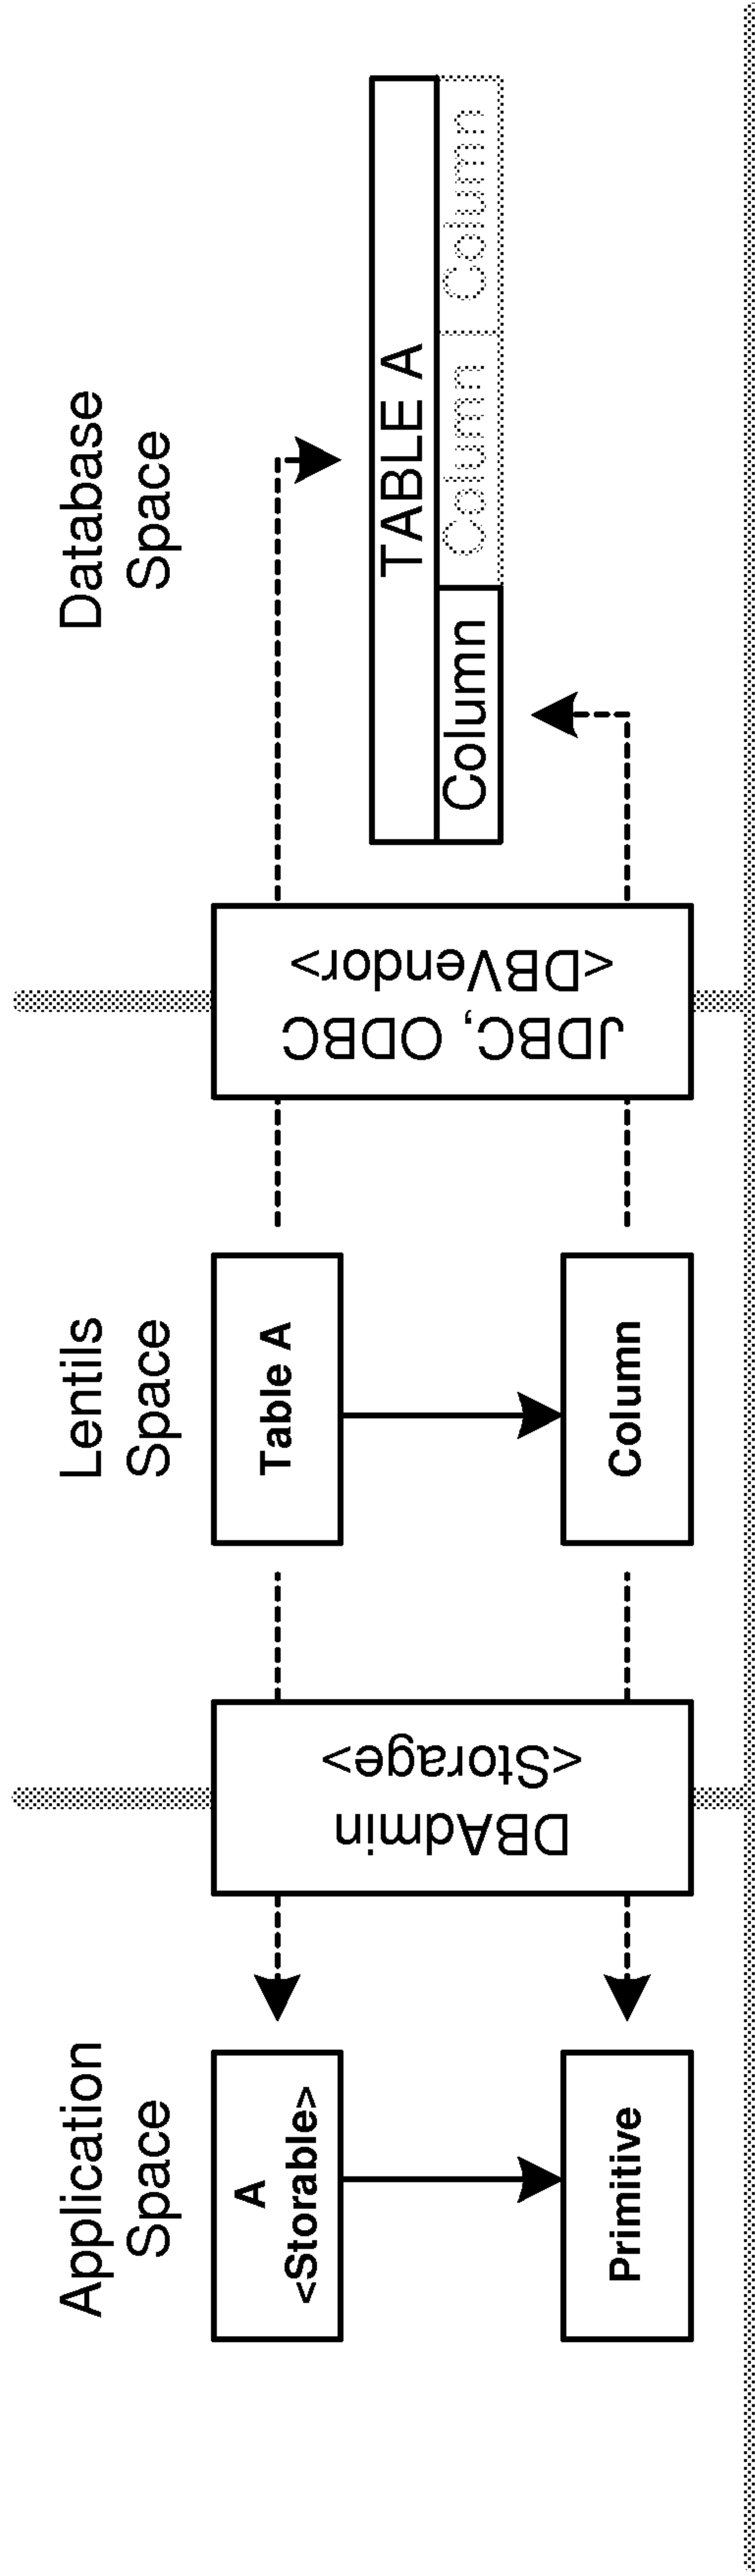 Application
Space
Lentils
Space
Database
Space
A
<Storable>
DBAdmin
<Storage>
Table A
JDBC, ODBC
<DBVendor>
TABLE A
Column
Column
Column
Primitive
Column